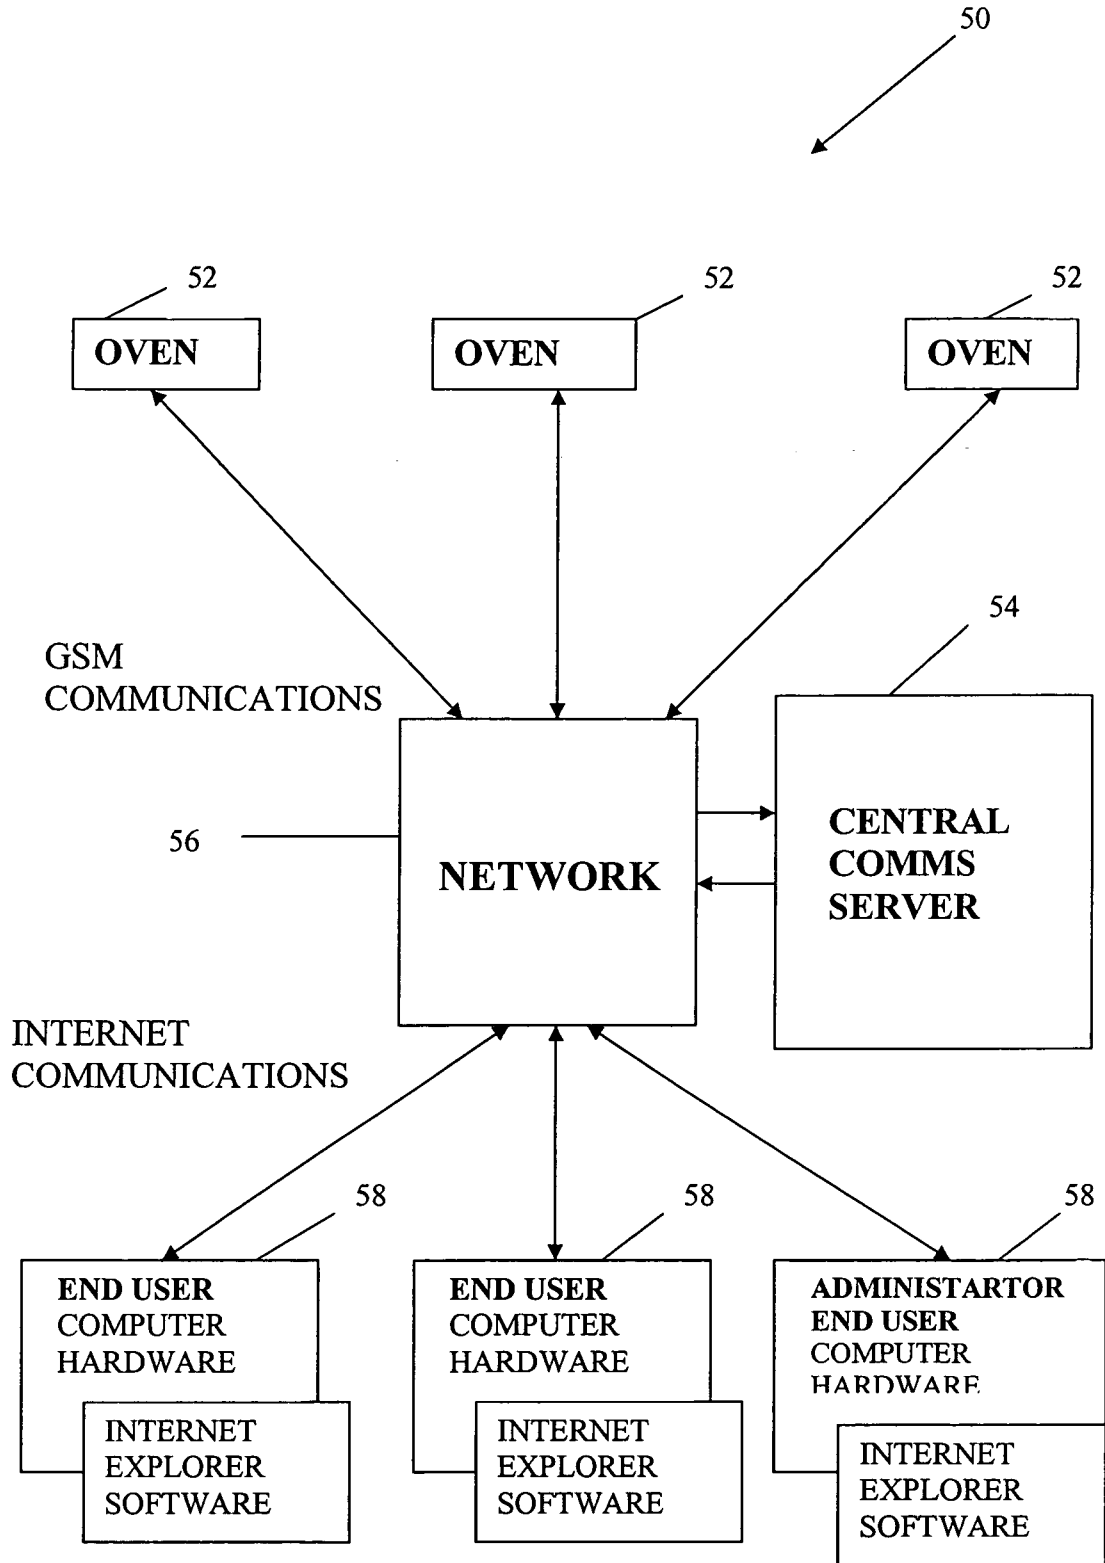 50
52
52
52
OVEN
OVEN
OVEN
54
GSM
COMMUNICATIONS
56
NETWORK
CENTRAL
COMMS
SERVER
INTERNET
COMMUNICATIONS
58
58
58
END USER
COMPUTER
HARDWARE
INTERNET
EXPLORER
SOFTWARE
END USER
COMPUTER
HARDWARE
INTERNET
EXPLORER
SOFTWARE
ADMINISTARTOR
END USER
COMPUTER
HARDWARE
INTERNET
EXPLORER
SOFTWARE